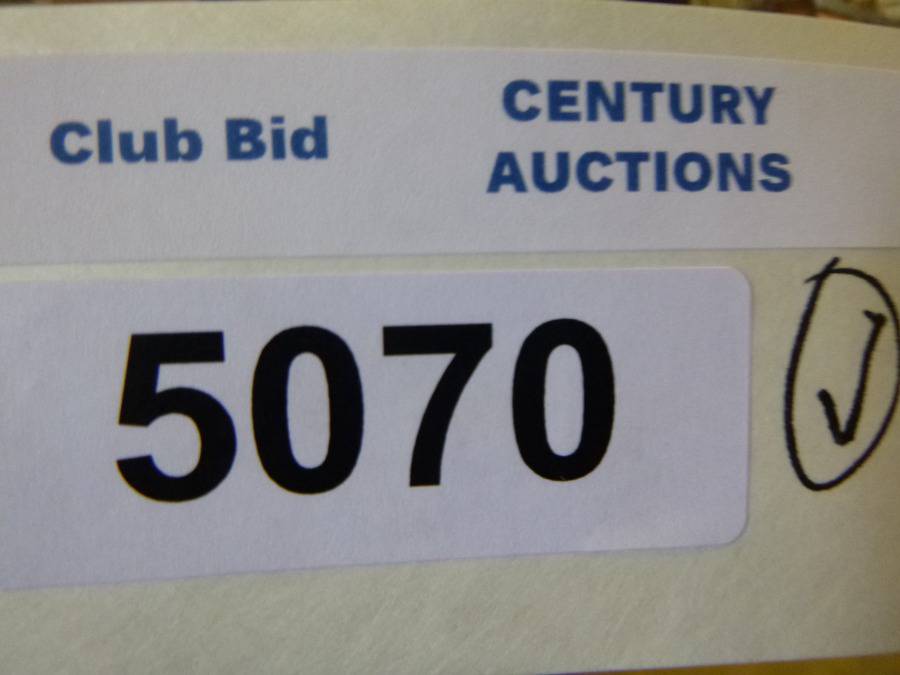 Club Bid
CENTURY
AUCTIONS
5070
✓